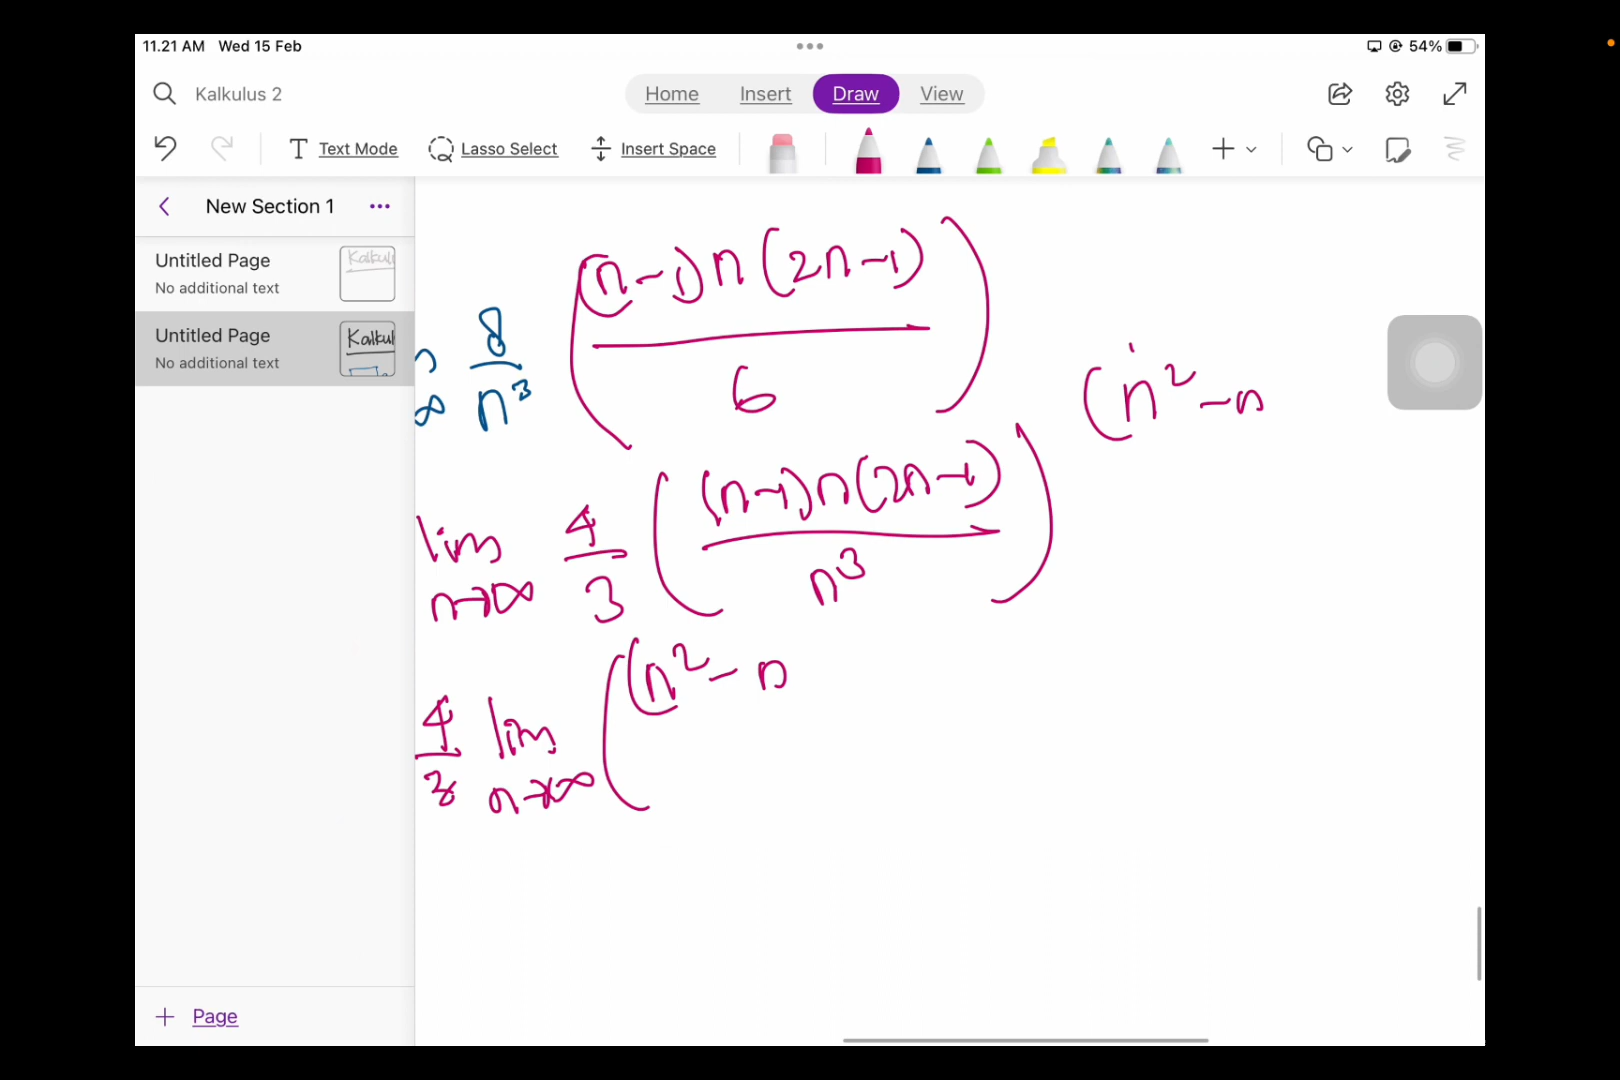 11.21 AM Wed 15 Feb
54%
Kalkulus 2
Home Insert Draw View
Text Mode Lasso Select Insert Space
New Section 1
Untitled Page
No additional text
Kalkul
Untitled Page
No additional text
Kalkul
∞ 8/n³ ((n-1)n(2n-1)/6)
(n² - n
lim n→∞ 4/3 ((n-1)n(2n-1)/n³)
4/3 lim n→∞ ((n² - n
+ Page